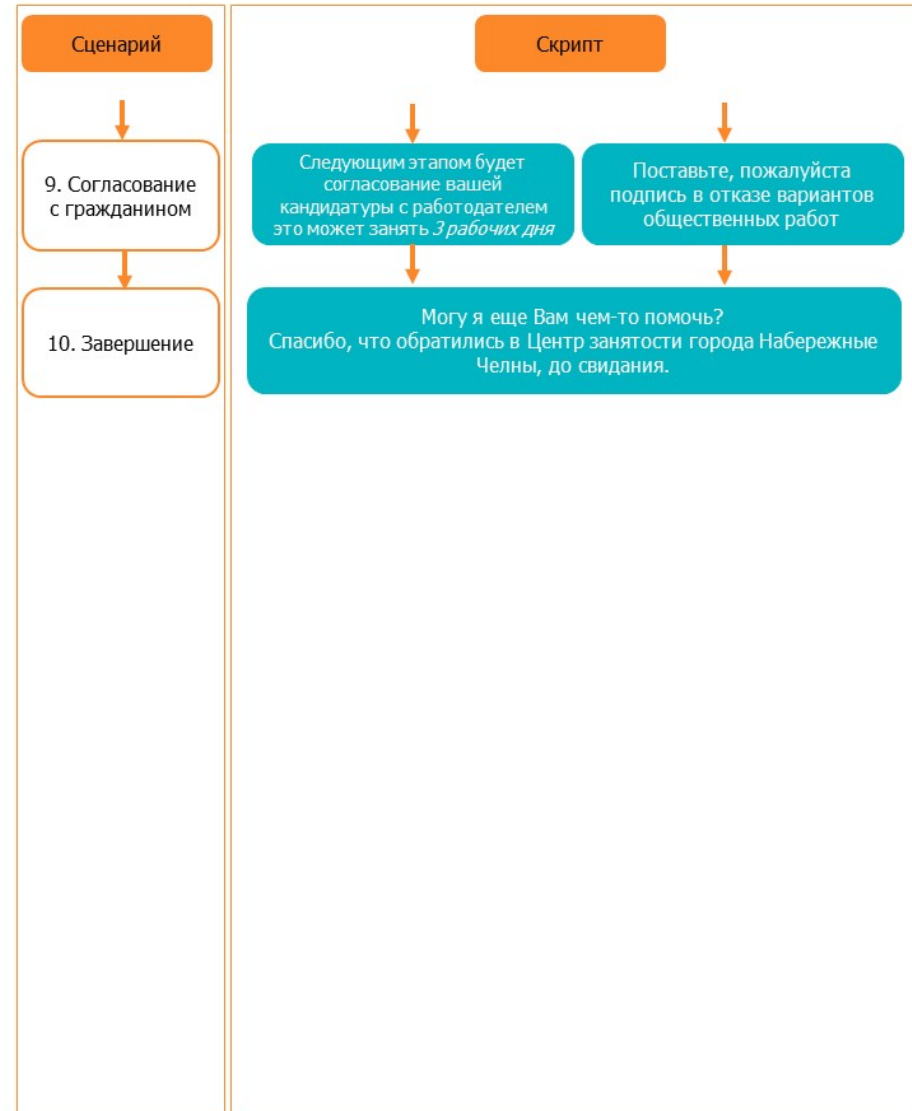 Сценарий
Скрипт
9. Согласование
с гражданином
Следующим этапом будет
согласование вашей
кандидатуры с работодателем
это может занять 3 рабочих дня
Поставьте, пожалуйста
подпись в отказе вариантов
общественных работ
10. Завершение
Могу я еще Вам чем-то помочь?
Спасибо, что обратились в Центр занятости города Набережные
Челны, до свидания.